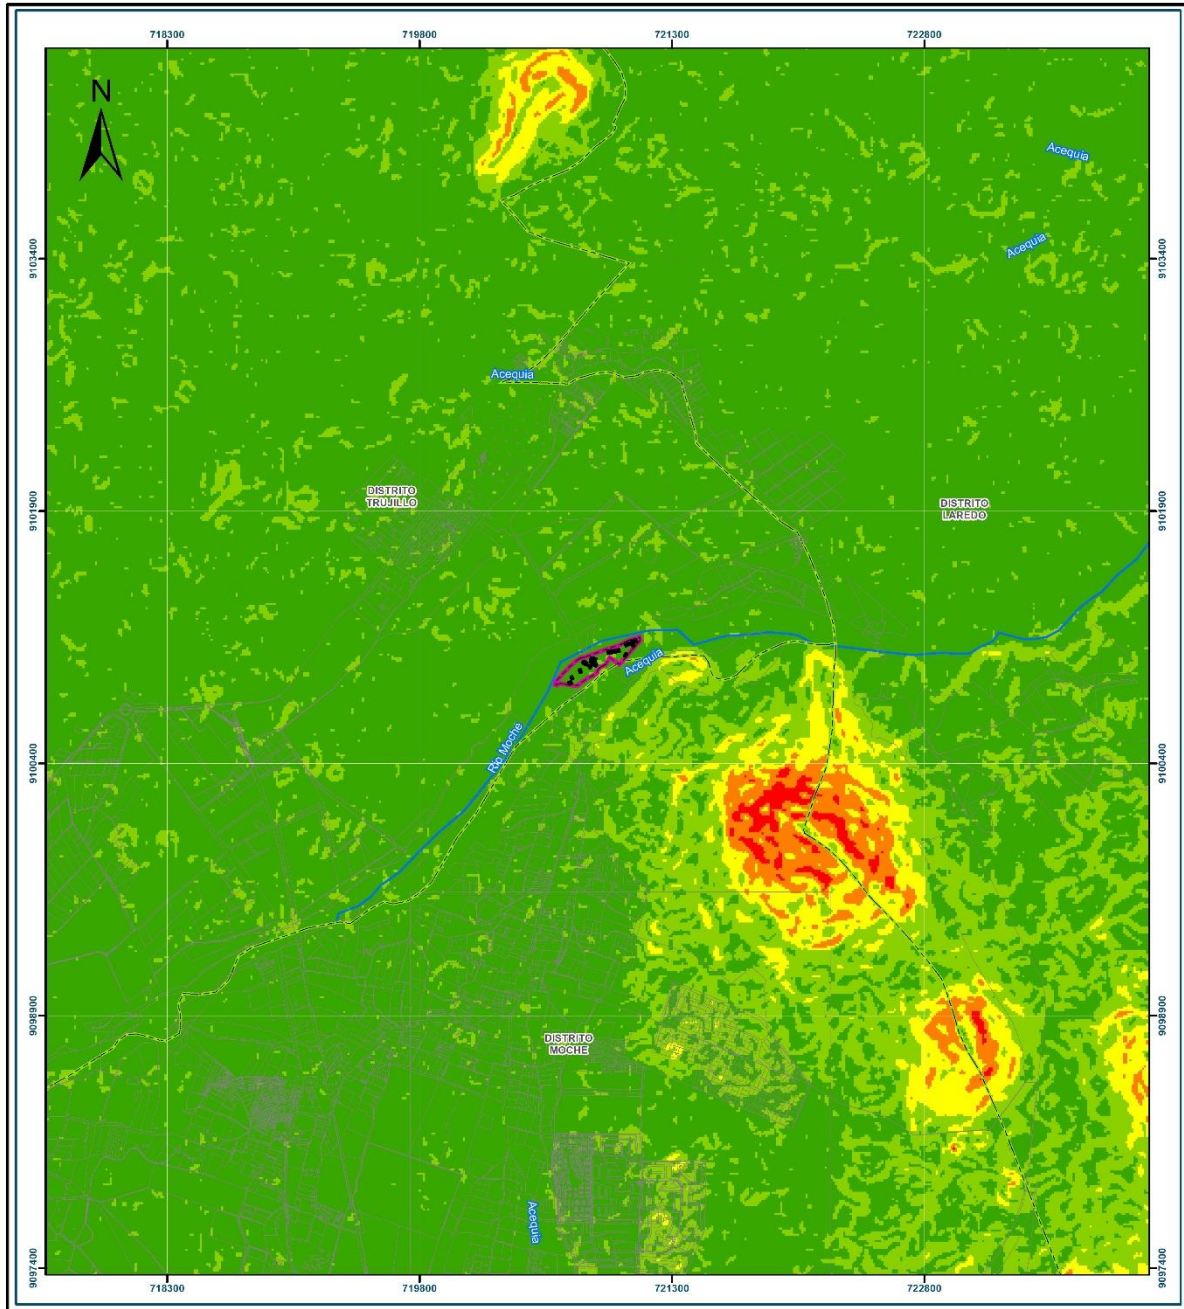 718300
719800
721300
722800
N
Acequia
9103400
Acequia
9103400
Acequia
DISTRITO
TRUJILLO
DISTRITO
LAREDO
9101900
9101900
Acequia
Río Moche
9100400
9100400
9098900
9098900
DISTRITO
MOCHE
Acequia
9097400
9097400
718300
719800
721300
722800